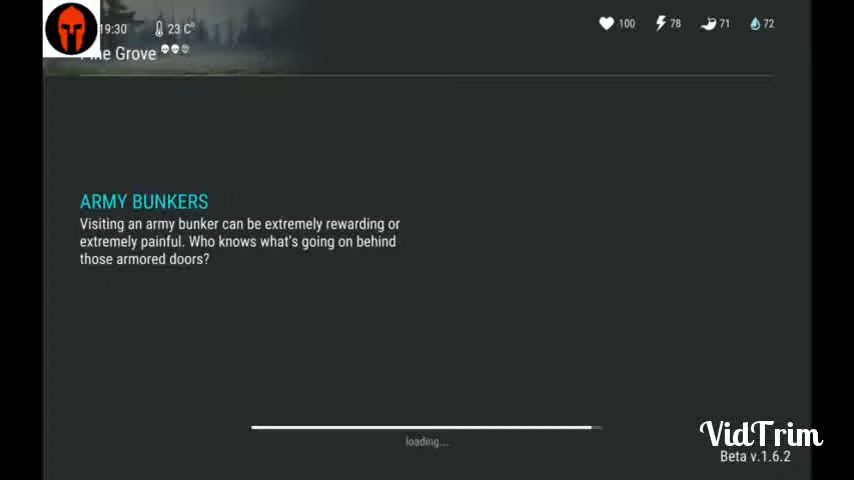 19:30 23 C°
100 78 71 72
Pine Grove
ARMY BUNKERS
Visiting an army bunker can be extremely rewarding or
extremely painful. Who knows what's going on behind
those armored doors?
loading...
VidTrim
Beta v.1.6.2